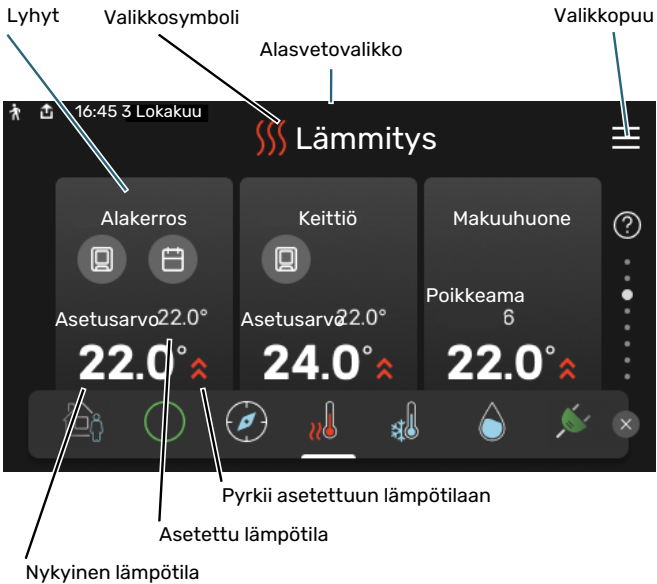 Lyhyt
Valikkosymboli
Valikkopuu
Alasvetovalikko
16:45 3 Lokakuu
Lämmitys
Alakerros
Keittiö
Makuuhuone
?
Asetusarvo 22.0°
Asetusarvo 22.0°
Poikkeama
6
22.0°
24.0°
22.0°
Pyrkii asetettuun lämpötilaan
Asetettu lämpötila
Nykyinen lämpötila